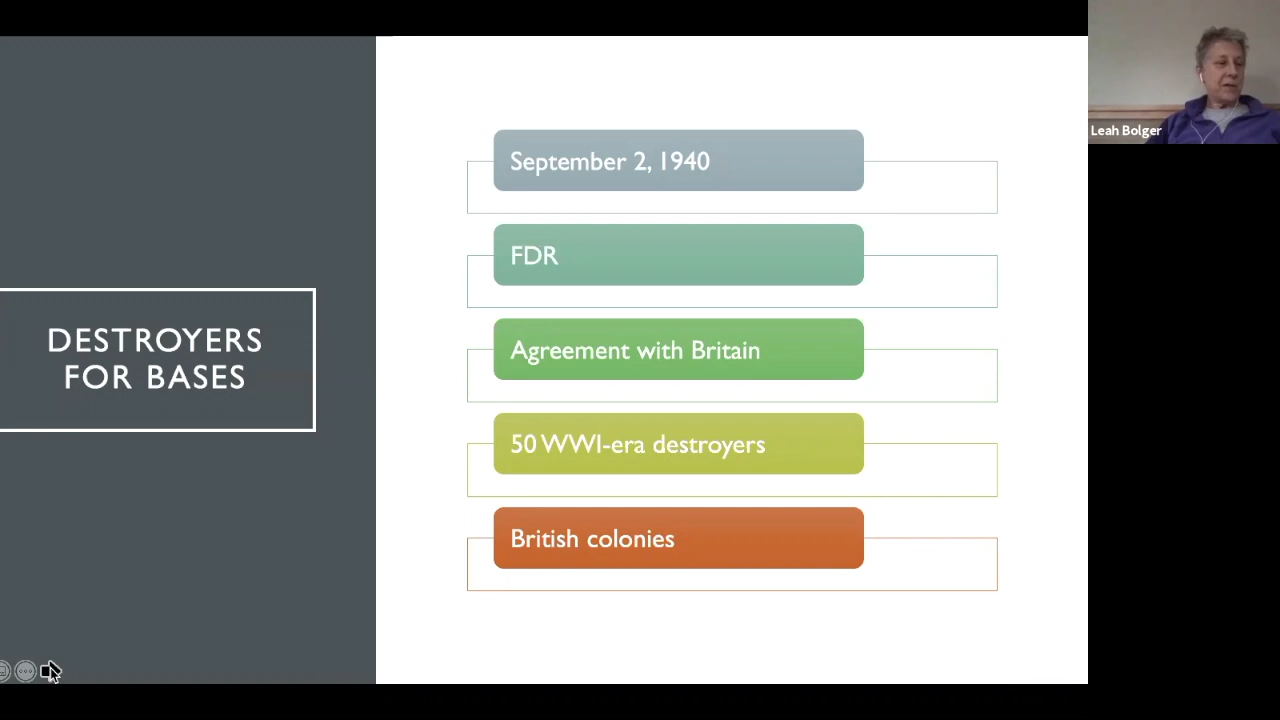 DESTROYERS
FOR BASES
September 2, 1940
FDR
Agreement with Britain
50 WWI-era destroyers
British colonies
Leah Bolger